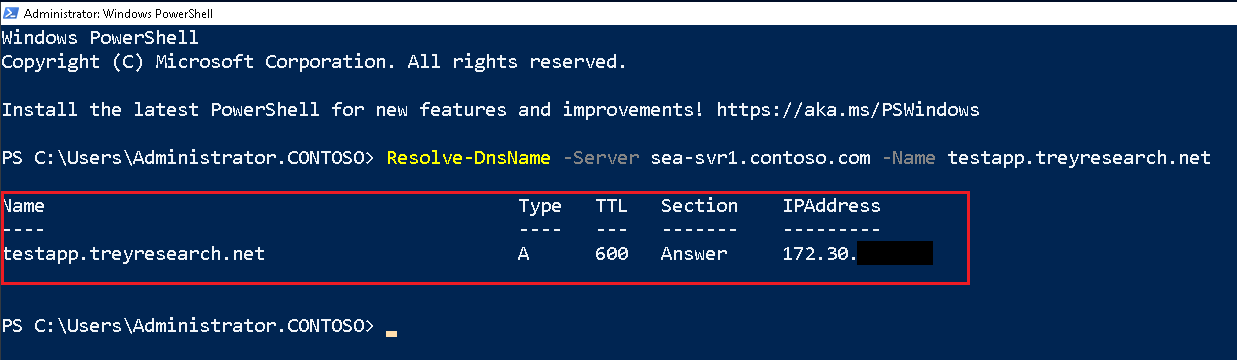 Administrator: Windows PowerShell
Windows PowerShell
Copyright (C) Microsoft Corporation. All rights reserved.
Install the latest PowerShell for new features and improvements! https://aka.ms/PSWindows
PS C:\Users\Administrator.CONTOSO> Resolve-DnsName -Server sea-svr1.contoso.com -Name testapp.treyresearch.net
Name Type TTL Section IPAddress
---- ---- --- ------- ---------
testapp.treyresearch.net A 600 Answer 172.30.
PS C:\Users\Administrator.CONTOSO>